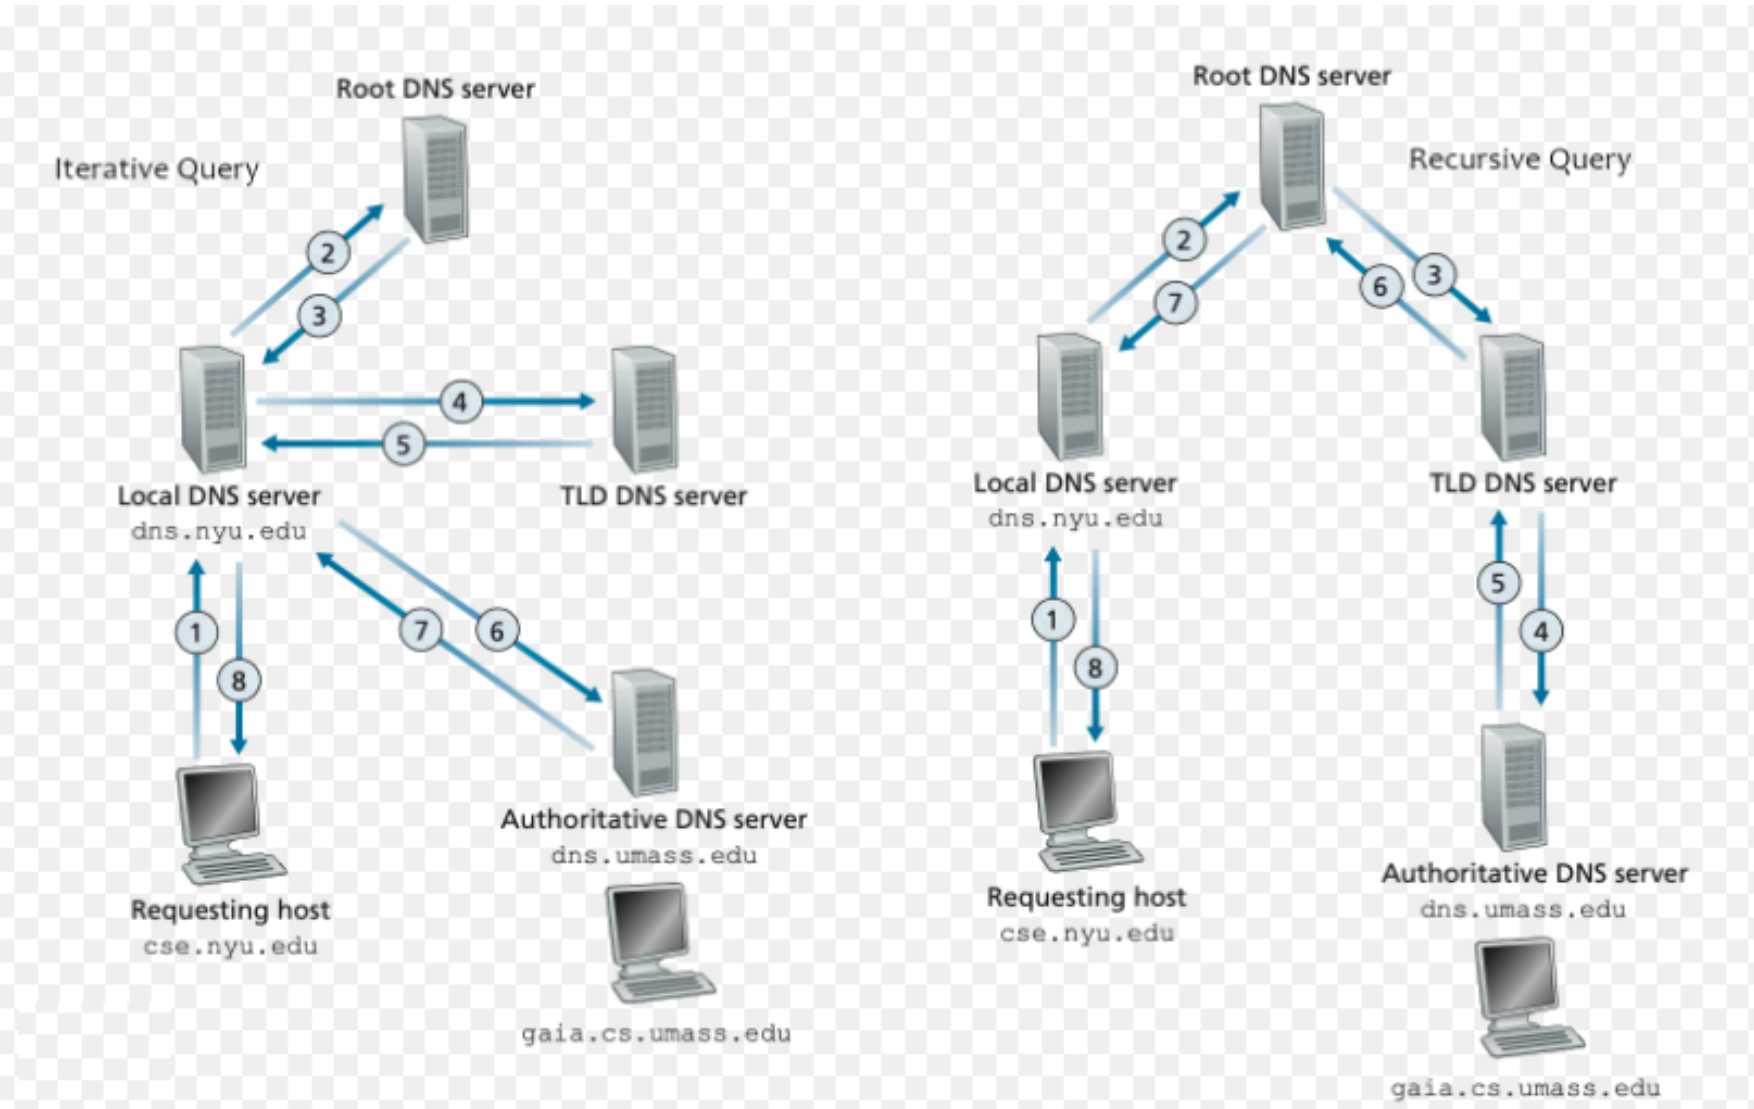 Root DNS server
Iterative Query
2
3
4
5
Local DNS server
dns.nyu.edu
TLD DNS server
1
8
7
6
Authoritative DNS server
dns.umass.edu
Requesting host
cse.nyu.edu
gaia.cs.umass.edu
Root DNS server
Recursive Query
2
7
6
3
Local DNS server
dns.nyu.edu
TLD DNS server
1
8
5
4
Requesting host
cse.nyu.edu
Authoritative DNS server
dns.umass.edu
gaia.cs.umass.edu